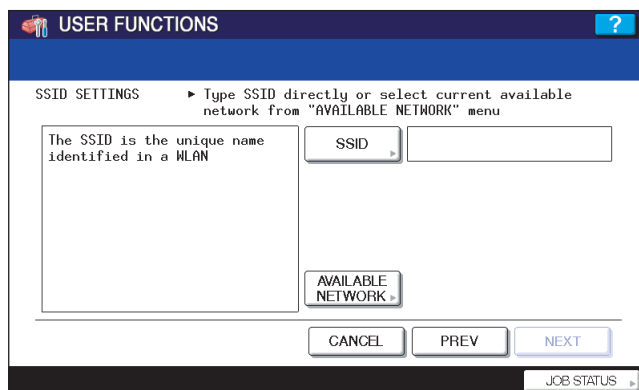 USER FUNCTIONS
?
SSID SETTINGS
▶ Type SSID directly or select current available
network from "AVAILABLE NETWORK" menu
The SSID is the unique name
identified in a WLAN
SSID
AVAILABLE
NETWORK
CANCEL
PREV
NEXT
JOB STATUS